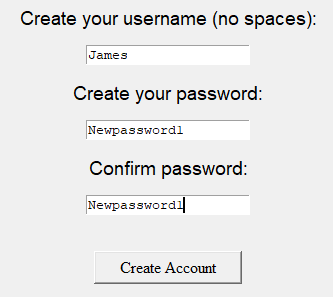 Create your username (no spaces):
James
Create your password:
Newpassword1
Confirm password:
Newpassword1
Create Account